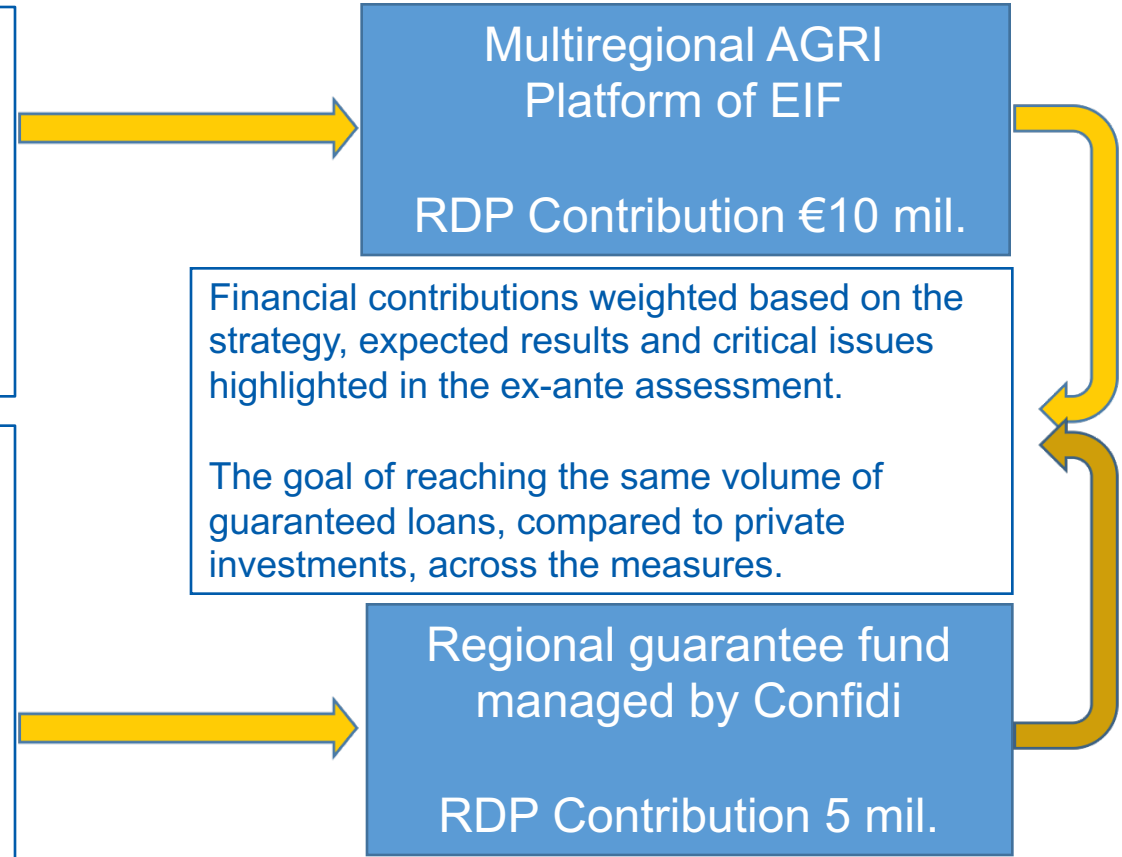 Multiregional AGRI
Platform of EIF
RDP Contribution €10 mil.
Financial contributions weighted based on the
strategy, expected results and critical issues
highlighted in the ex-ante assessment.
The goal of reaching the same volume of
guaranteed loans, compared to private
investments, across the measures.
Regional guarantee fund
managed by Confidi
RDP Contribution 5 mil.